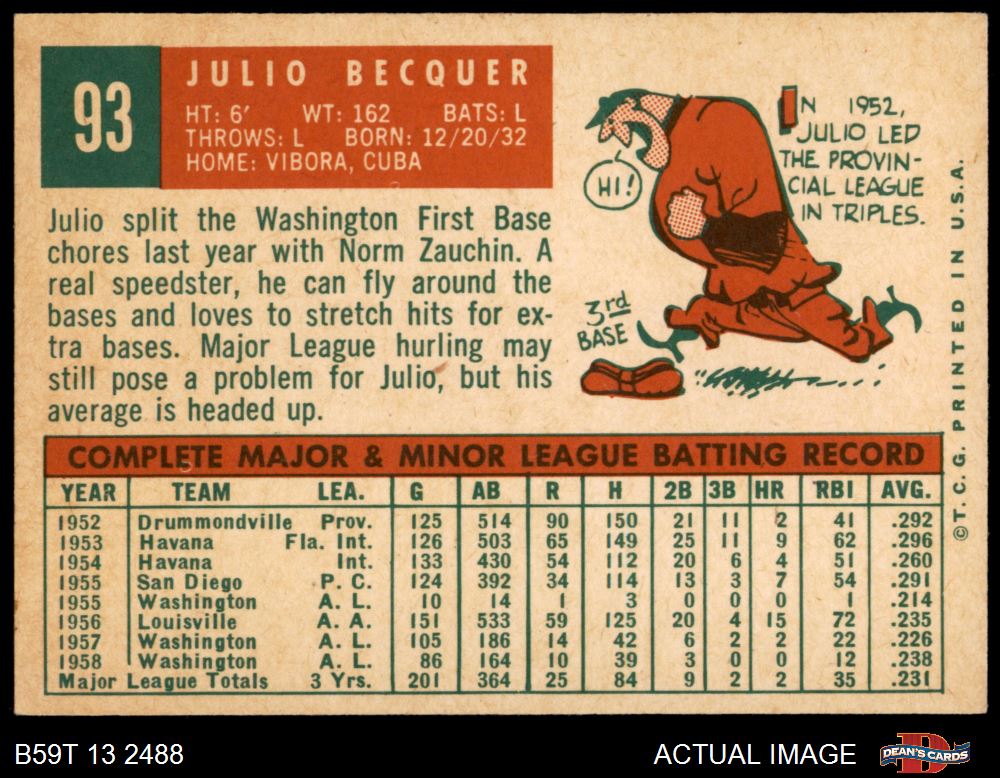 93
JULIO BECQUER
HT: 6' WT: 162 BATS: L
THROWS: L BORN: 12/20/32
HOME: VIBORA, CUBA
Julio split the Washington First Base
chores last year with Norm Zauchin. A
real speedster, he can fly around the
bases and loves to stretch hits for ex-
tra bases. Major League hurling may
still pose a problem for Julio, but his
average is headed up.
HI!
3rd
BASE
IN 1952,
JULIO LED
THE PROVIN-
CIAL LEAGUE
IN TRIPLES.
© T. C. G. PRINTED IN U.S.A.
COMPLETE MAJOR & MINOR LEAGUE BATTING RECORD
YEAR TEAM LEA. G AB R H 2B 3B HR RBI AVG.
1952 Drummondville Prov. 125 514 90 150 21 11 2 41 .292
1953 Havana Fla. Int. 126 503 65 149 25 11 9 62 .296
1954 Havana Int. 133 430 54 112 20 6 4 51 .260
1955 San Diego P. C. 124 392 34 114 13 3 7 54 .291
1955 Washington A. L. 10 14 1 3 0 0 0 1 .214
1956 Louisville A. A. 151 533 59 125 20 4 15 72 .235
1957 Washington A. L. 105 186 14 42 6 2 2 22 .226
1958 Washington A. L. 86 164 10 39 3 0 0 12 .238
Major League Totals 3 Yrs. 201 364 25 84 9 2 2 35 .231
B59T 13 2488
ACTUAL IMAGE
DEAN'S CARDS